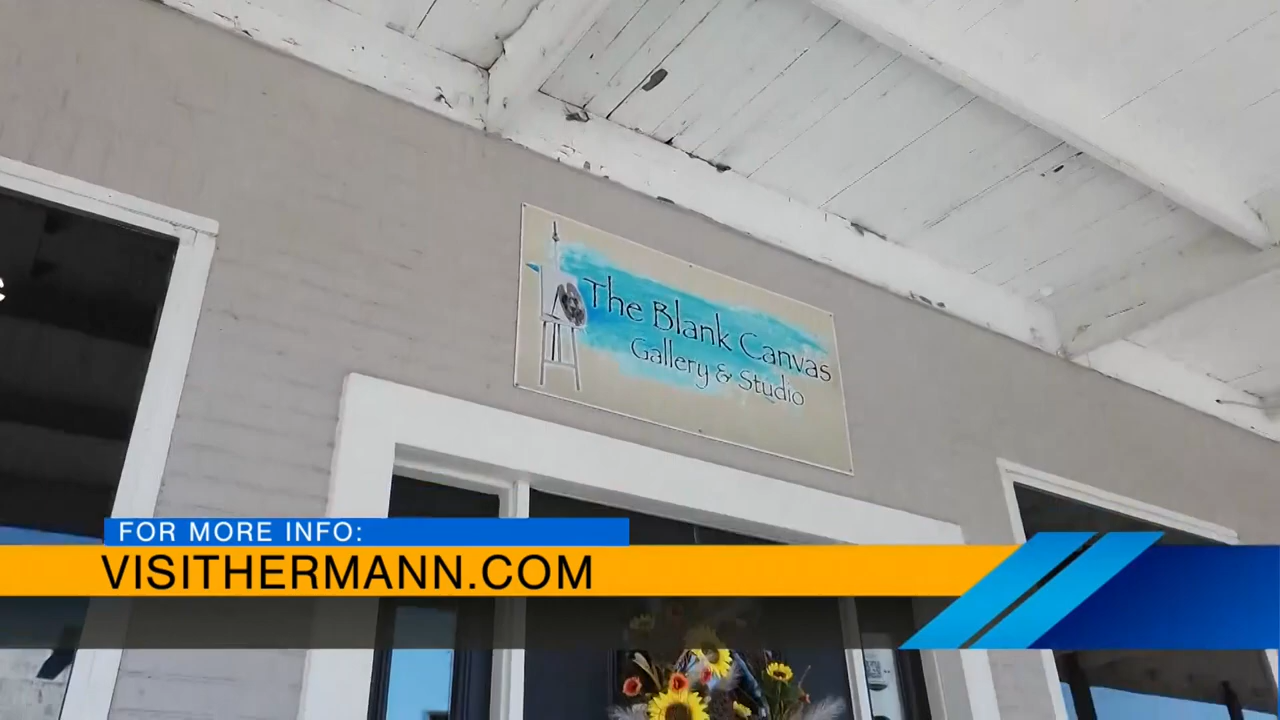 The Blank Canvas
Gallery & Studio
FOR MORE INFO:
VISITHERMANN.COM